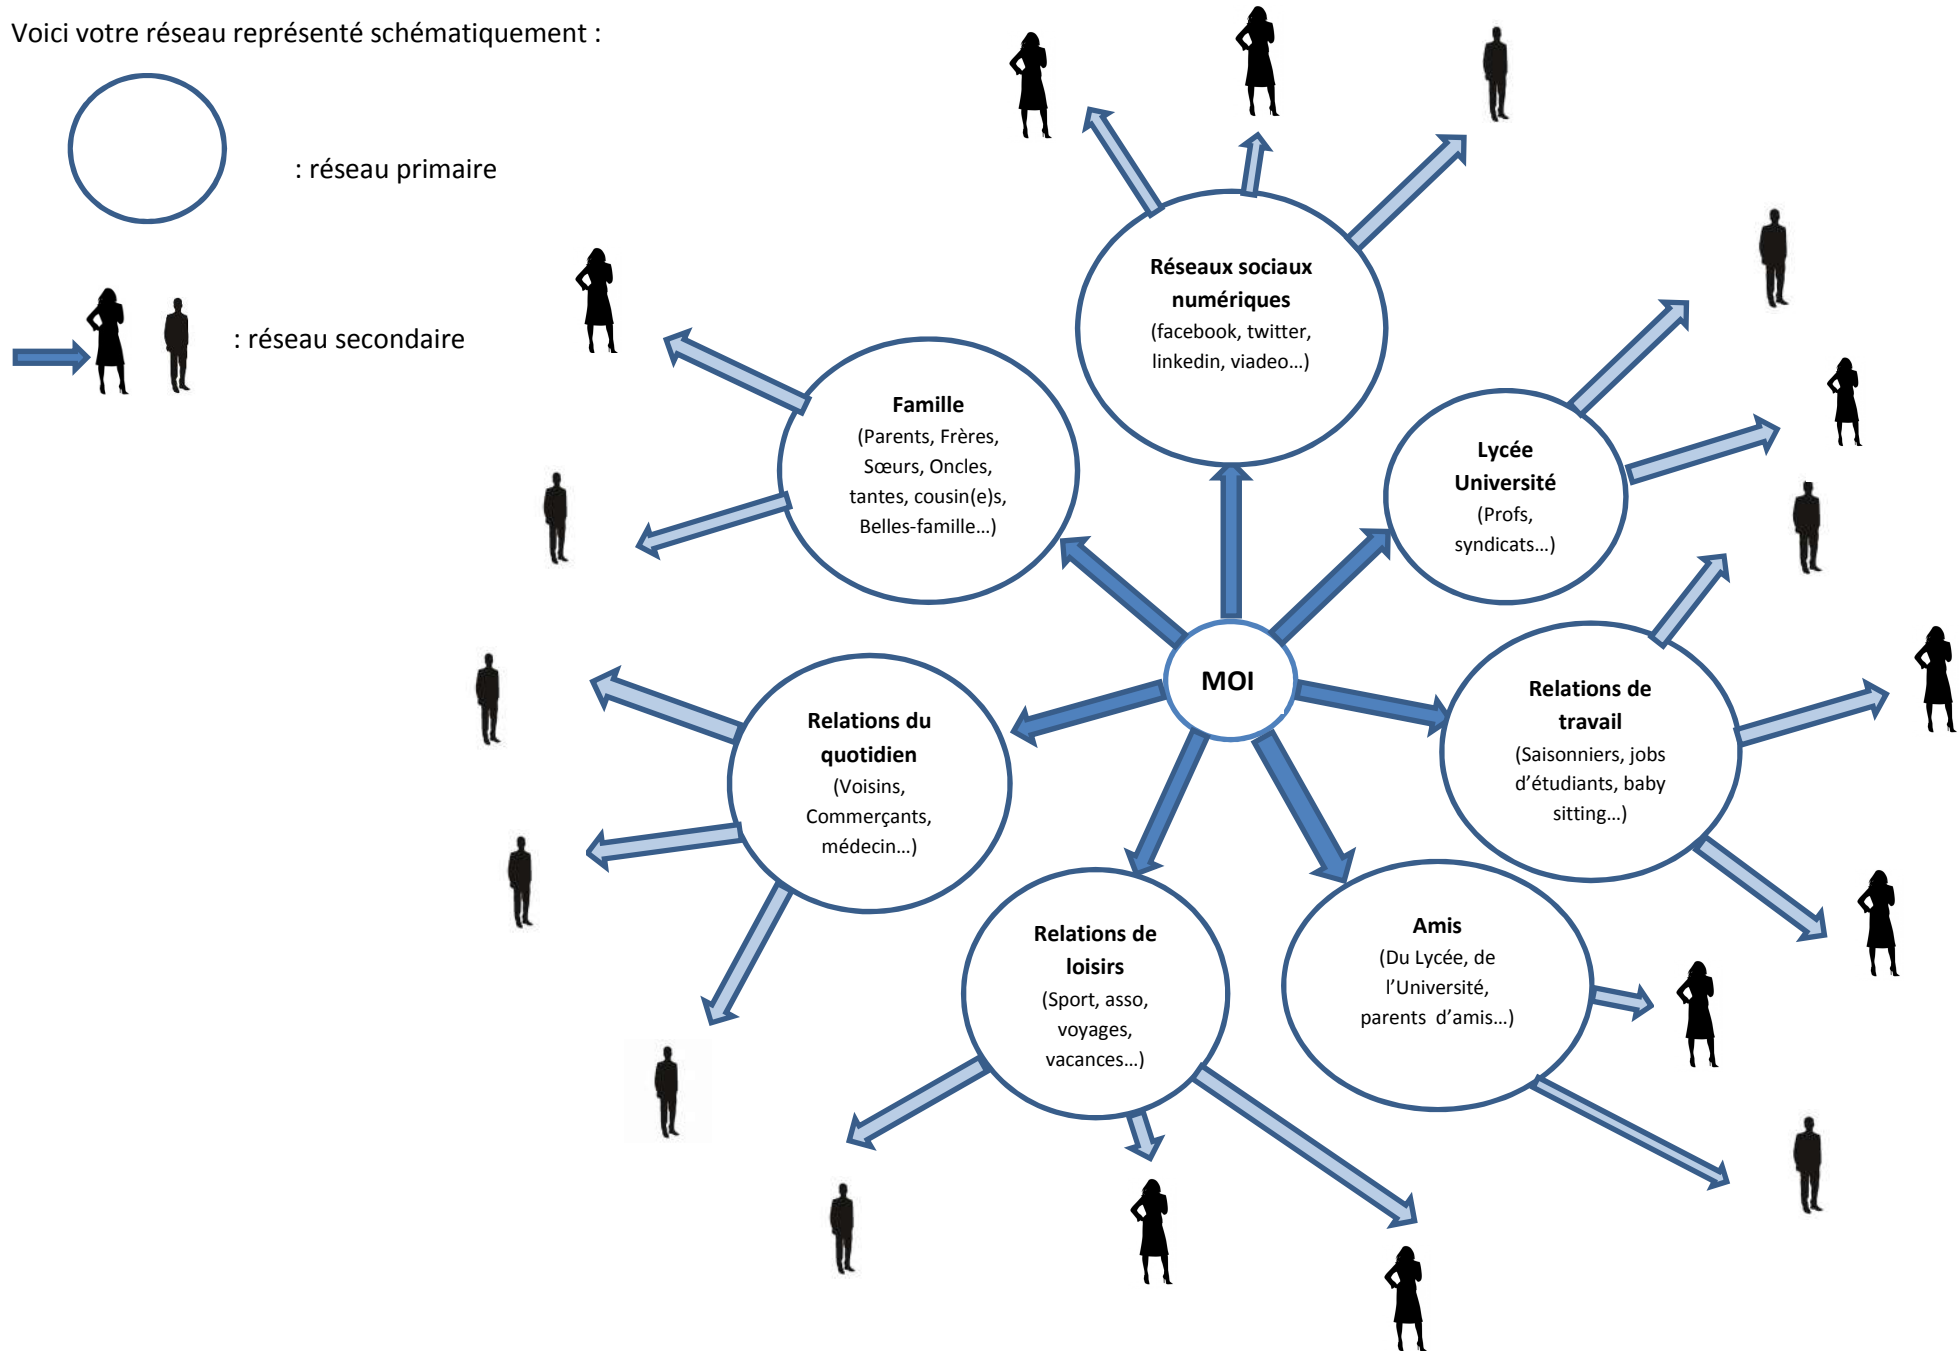 Voici votre réseau représenté schématiquement :
: réseau primaire
: réseau secondaire
Réseaux sociaux
numériques
(facebook, twitter,
linkedin, viadeo…)
Famille
(Parents, Frères,
Sœurs, Oncles,
tantes, cousin(e)s,
Belles-famille…)
Lycée
Université
(Profs,
syndicats…)
MOI
Relations de
travail
(Saisonniers, jobs
d’étudiants, baby
sitting…)
Relations du
quotidien
(Voisins,
Commerçants,
médecin…)
Relations de
loisirs
(Sport, asso,
voyages,
vacances…)
Amis
(Du Lycée, de
l’Université,
parents  d’amis…)